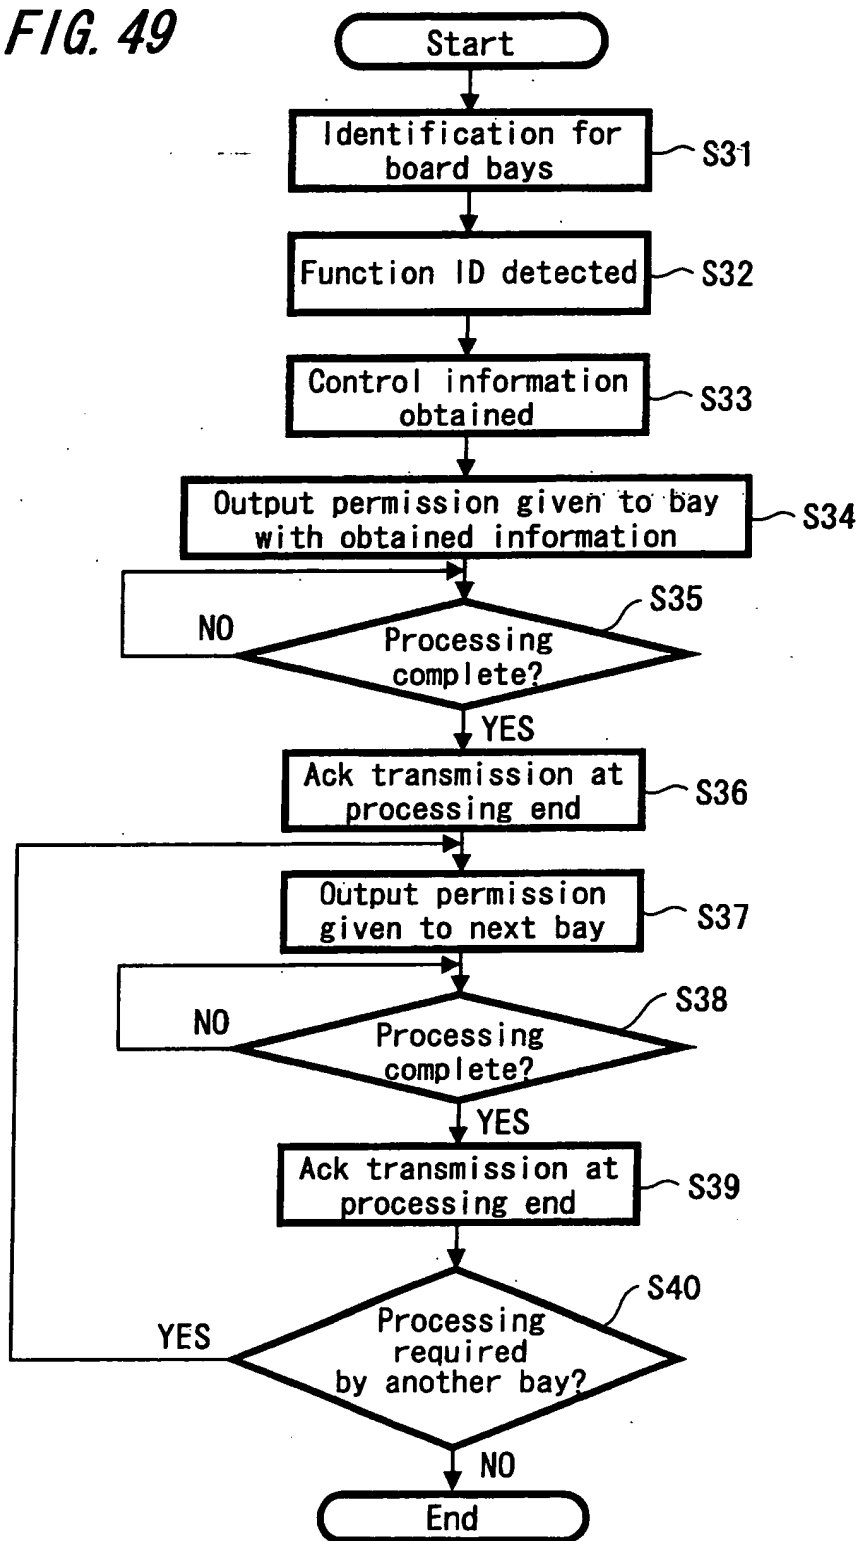 FIG. 49
Start
Identification for
board bays
S31
Function ID detected
S32
Control information
obtained
S33
Output permission given to bay
with obtained information
S34
S35
NO
Processing
complete?
YES
Ack transmission at
processing end
S36
Output permission
given to next bay
S37
S38
NO
Processing
complete?
YES
Ack transmission at
processing end
S39
S40
YES
Processing
required
by another bay?
NO
End